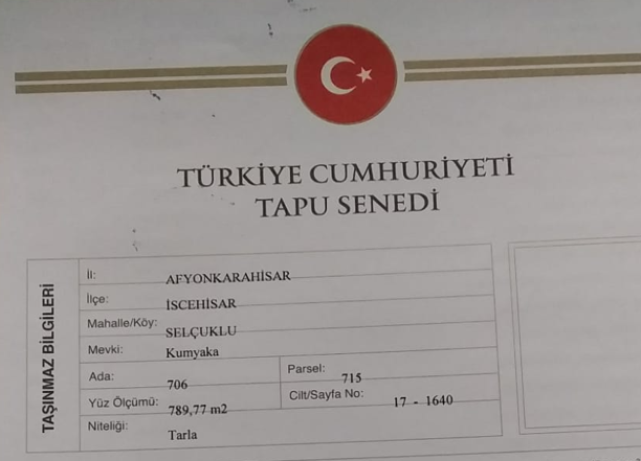 TÜRKİYE CUMHURİYETİ
TAPU SENEDİ
TAŞINMAZ BİLGİLERİ
İl: AFYONKARAHİSAR
İlçe: İSCEHİSAR
Mahalle/Köy: SELÇUKLU
Mevki: Kumyaka
Ada: 706 Parsel: 715
Yüz Ölçümü: 789,77 m2 Cilt/Sayfa No: 17 - 1640
Niteliği: Tarla